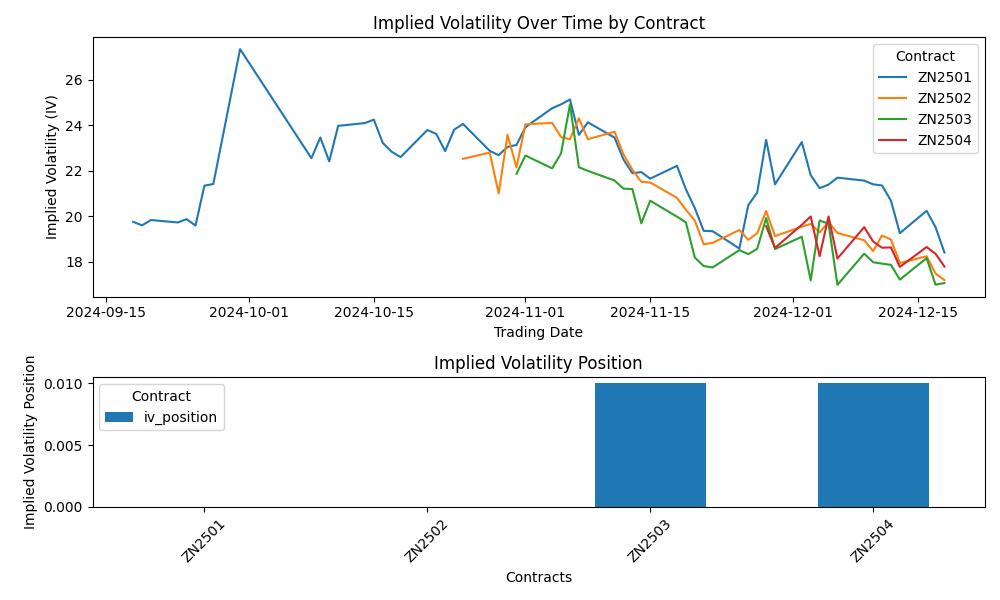 Implied Volatility Over Time by Contract
Implied Volatility (IV)
26
24
22
20
18
Contract
ZN2501
ZN2502
ZN2503
ZN2504
2024-09-15 2024-10-01 2024-10-15 2024-11-01 2024-11-15 2024-12-01 2024-12-15
Trading Date
Implied Volatility Position
Implied Volatility Position
0.010
0.005
0.000
Contract
iv_position
ZN2501 ZN2502 ZN2503 ZN2504
Contracts